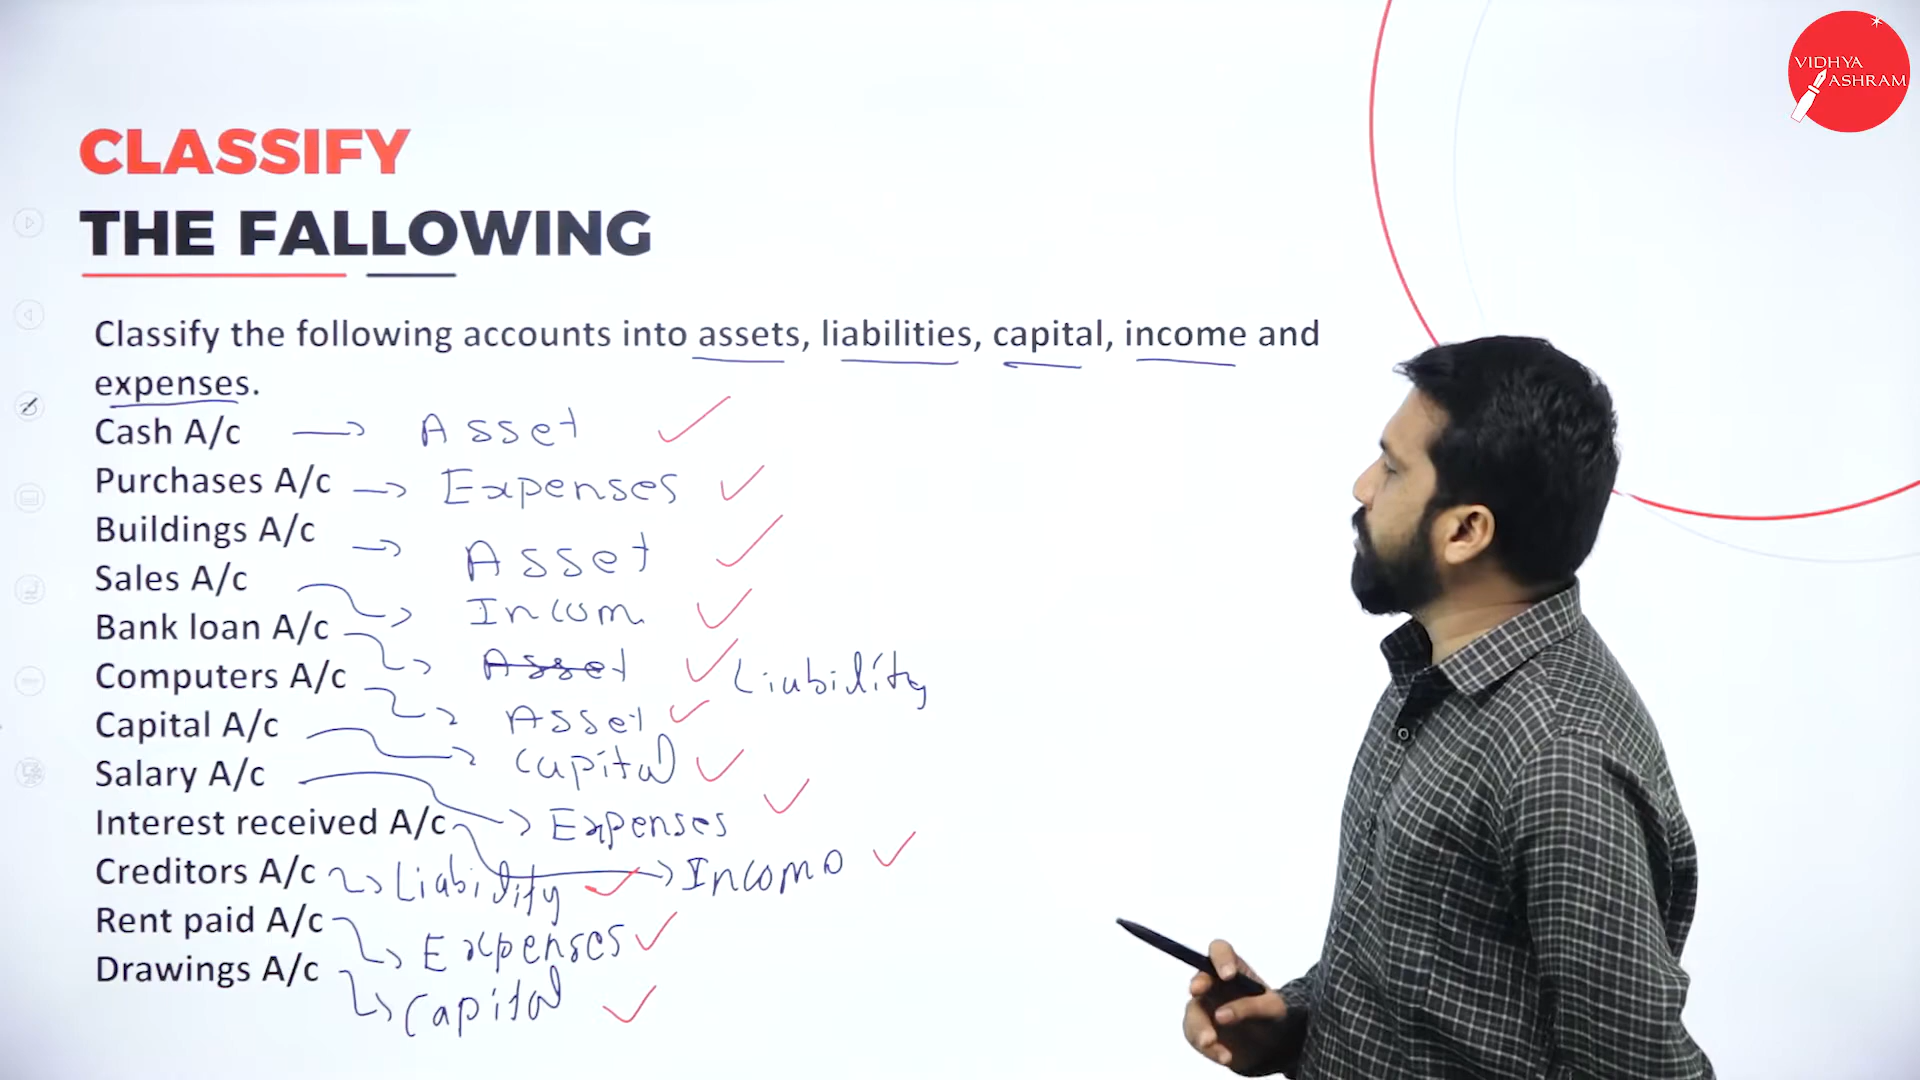 VIDHYA
ASHRAM
CLASSIFY
THE FALLOWING
Classify the following accounts into assets, liabilities, capital, income and
expenses.
Cash A/c → Asset
Purchases A/c → Expenses
Buildings A/c → Asset
Sales A/c → Incom
Bank loan A/c → Asset Liability
Computers A/c → Asset
Capital A/c → Capital
Salary A/c → Expenses
Interest received A/c → Income
Creditors A/c → Liability
Rent paid A/c → Expenses
Drawings A/c → Capital